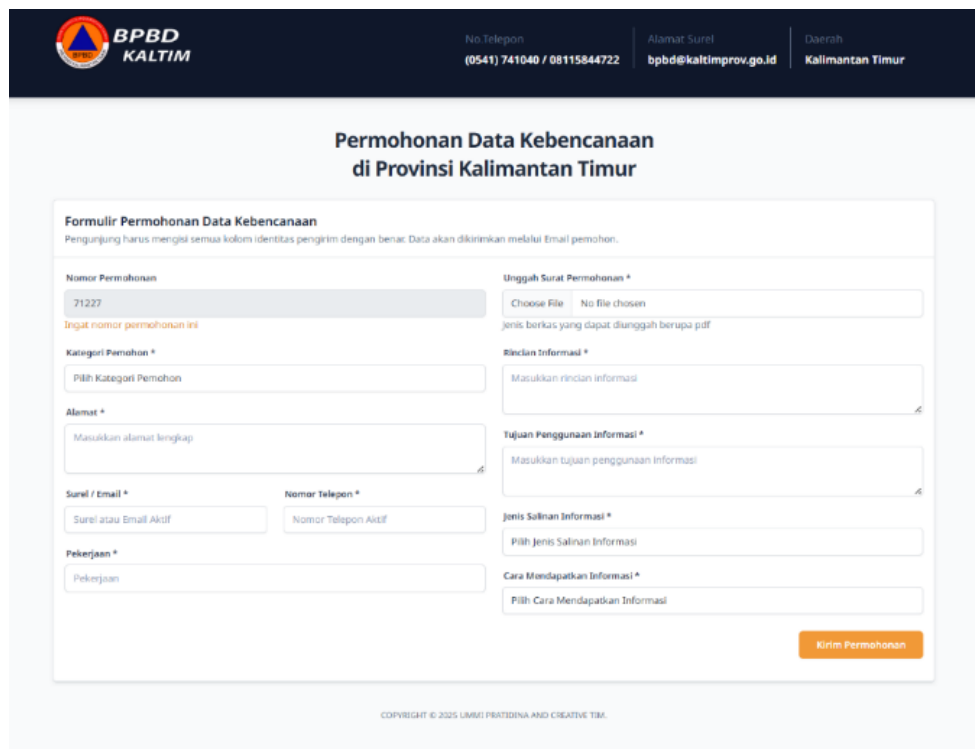 BPBD
KALTIM
BPBD
No.Telepon
(0541) 741040 / 08115844722
Alamat Surel
bpbd@kaltimprov.go.id
Daerah
Kalimantan Timur
Permohonan Data Kebencanaan
di Provinsi Kalimantan Timur
Formulir Permohonan Data Kebencanaan
Pengunjung harus mengisi semua kolom identitas pengirim dengan benar. Data akan dikirimkan melalui Email pemohon.
Nomor Permohonan
71227
Ingat nomor permohonan ini
Kategori Pemohon *
Pilih Kategori Pemohon
Alamat *
Masukkan alamat lengkap
Surel / Email *
Surel atau Email Aktif
Nomor Telepon *
Nomor Telepon Aktif
Pekerjaan *
Pekerjaan
Unggah Surat Permohonan *
Choose File No file chosen
jenis berkas yang dapat diunggah berupa pdf
Rincian Informasi *
Masukkan rincian informasi
Tujuan Penggunaan Informasi *
Masukkan tujuan penggunaan informasi
Jenis Salinan Informasi *
Pilih Jenis Salinan Informasi
Cara Mendapatkan Informasi *
Pilih Cara Mendapatkan Informasi
Kirim Permohonan
COPYRIGHT © 2025 UMMI PRATIDINA AND CREATIVE TIM.